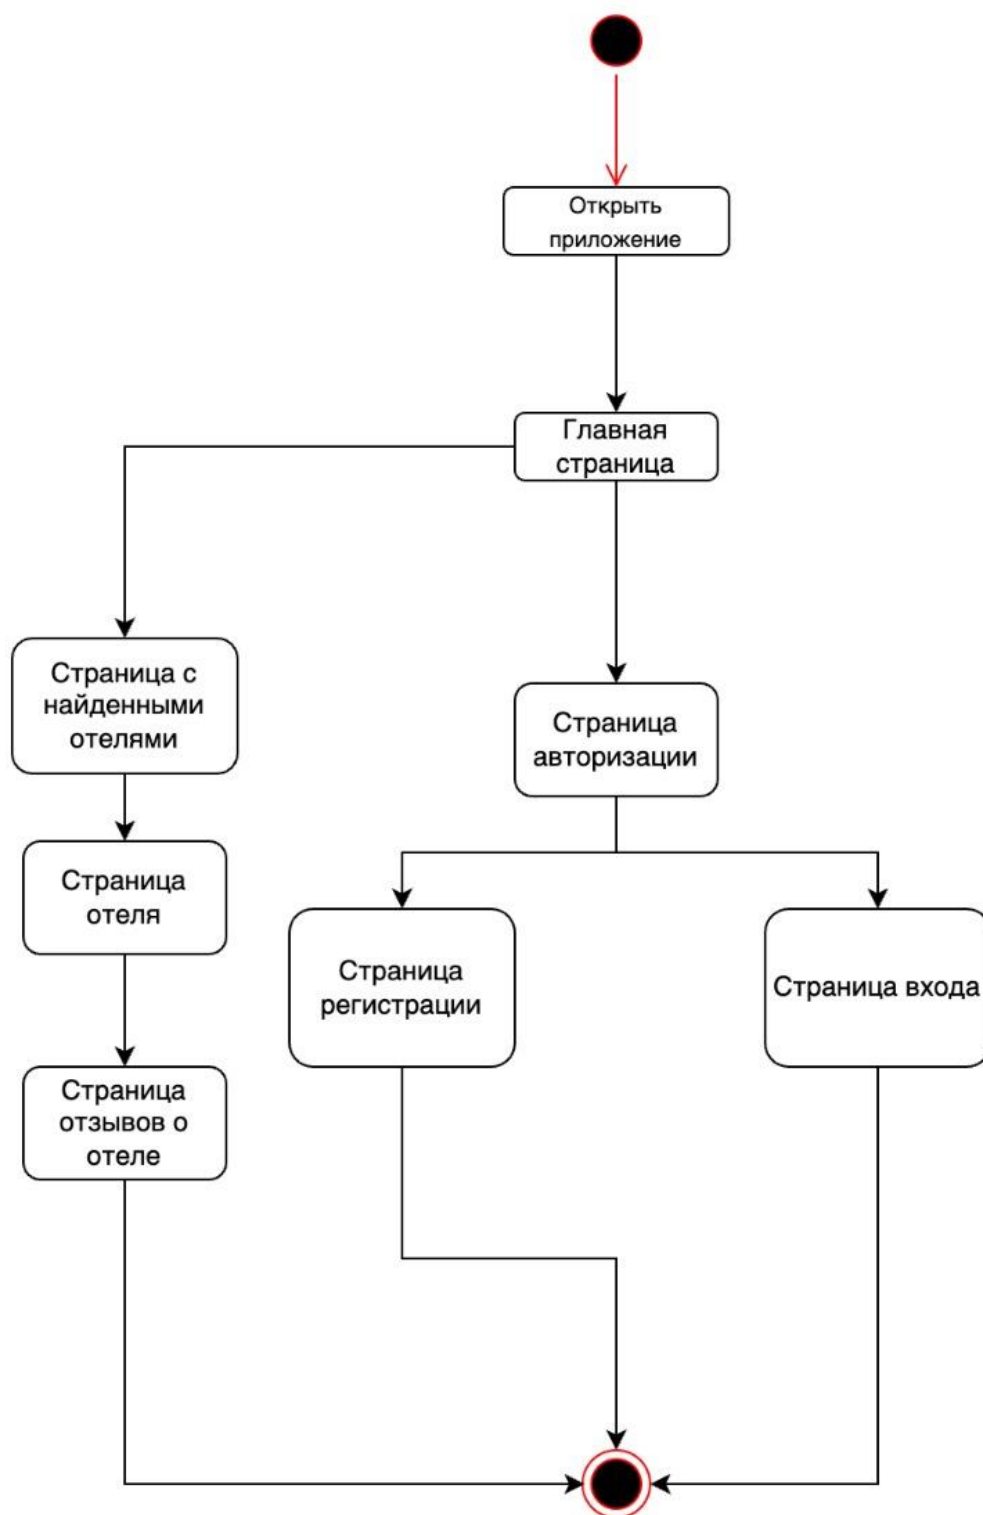 Открыть
приложение
Главная
страница
Страница с
найденными
отелями
Страница
авторизации
Страница
отеля
Страница
регистрации
Страница входа
Страница
отзывов о
отеле